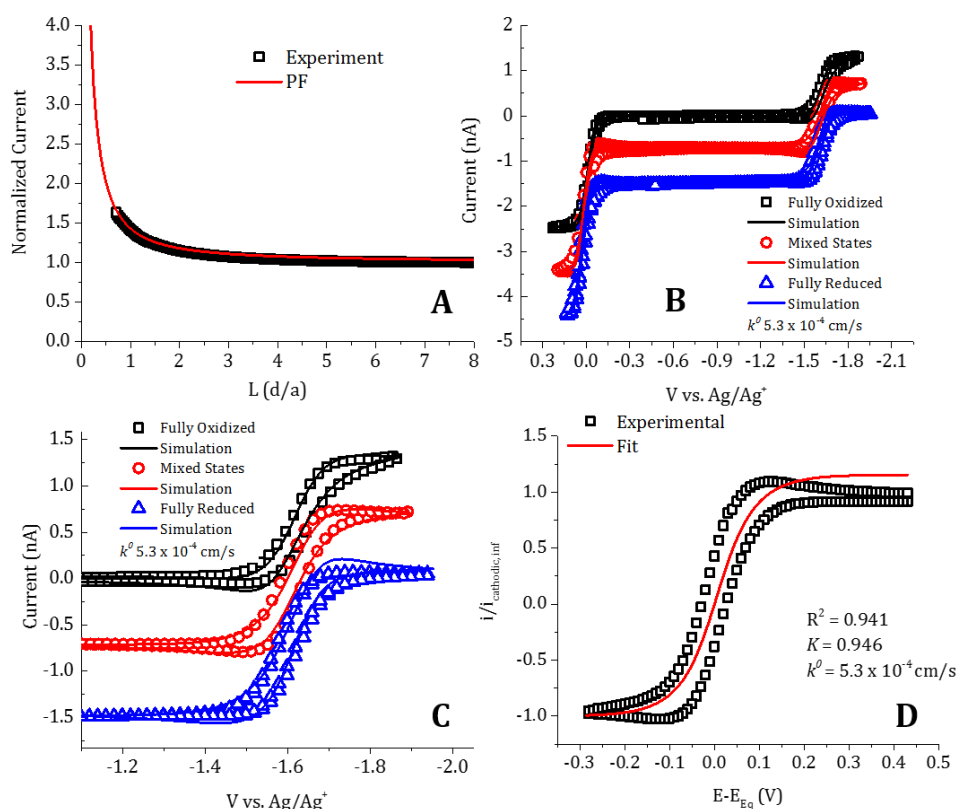 4.0
3.5
3.0
2.5
2.0
1.5
1.0
0.5
0.0
Normalized Current
Experiment
PF
A
0 1 2 3 4 5 6 7 8
L (d/a)
2
1
0
-1
-2
-3
-4
-5
Current (nA)
Fully Oxidized
Simulation
Mixed States
Simulation
Fully Reduced
Simulation
k⁰ 5.3 x 10⁻⁴ cm/s
B
0.3 0.0 -0.3 -0.6 -0.9 -1.2 -1.5 -1.8 -2.1
V vs. Ag/Ag⁺
1.5
1.0
0.5
0.0
-0.5
-1.0
-1.5
Current (nA)
Fully Oxidized
Simulation
Mixed States
Simulation
Fully Reduced
Simulation
k⁰ 5.3 x 10⁻⁴ cm/s
C
-1.2 -1.4 -1.6 -1.8 -2.0
V vs. Ag/Ag⁺
Experimental
Fit
1.5
1.0
0.5
0.0
-0.5
-1.0
i/i cathodic, inf
R² = 0.941
K = 0.946
k⁰ = 5.3 x 10⁻⁴ cm/s
D
-0.3 -0.2 -0.1 0.0 0.1 0.2 0.3 0.4 0.5
E-E Eq (V)